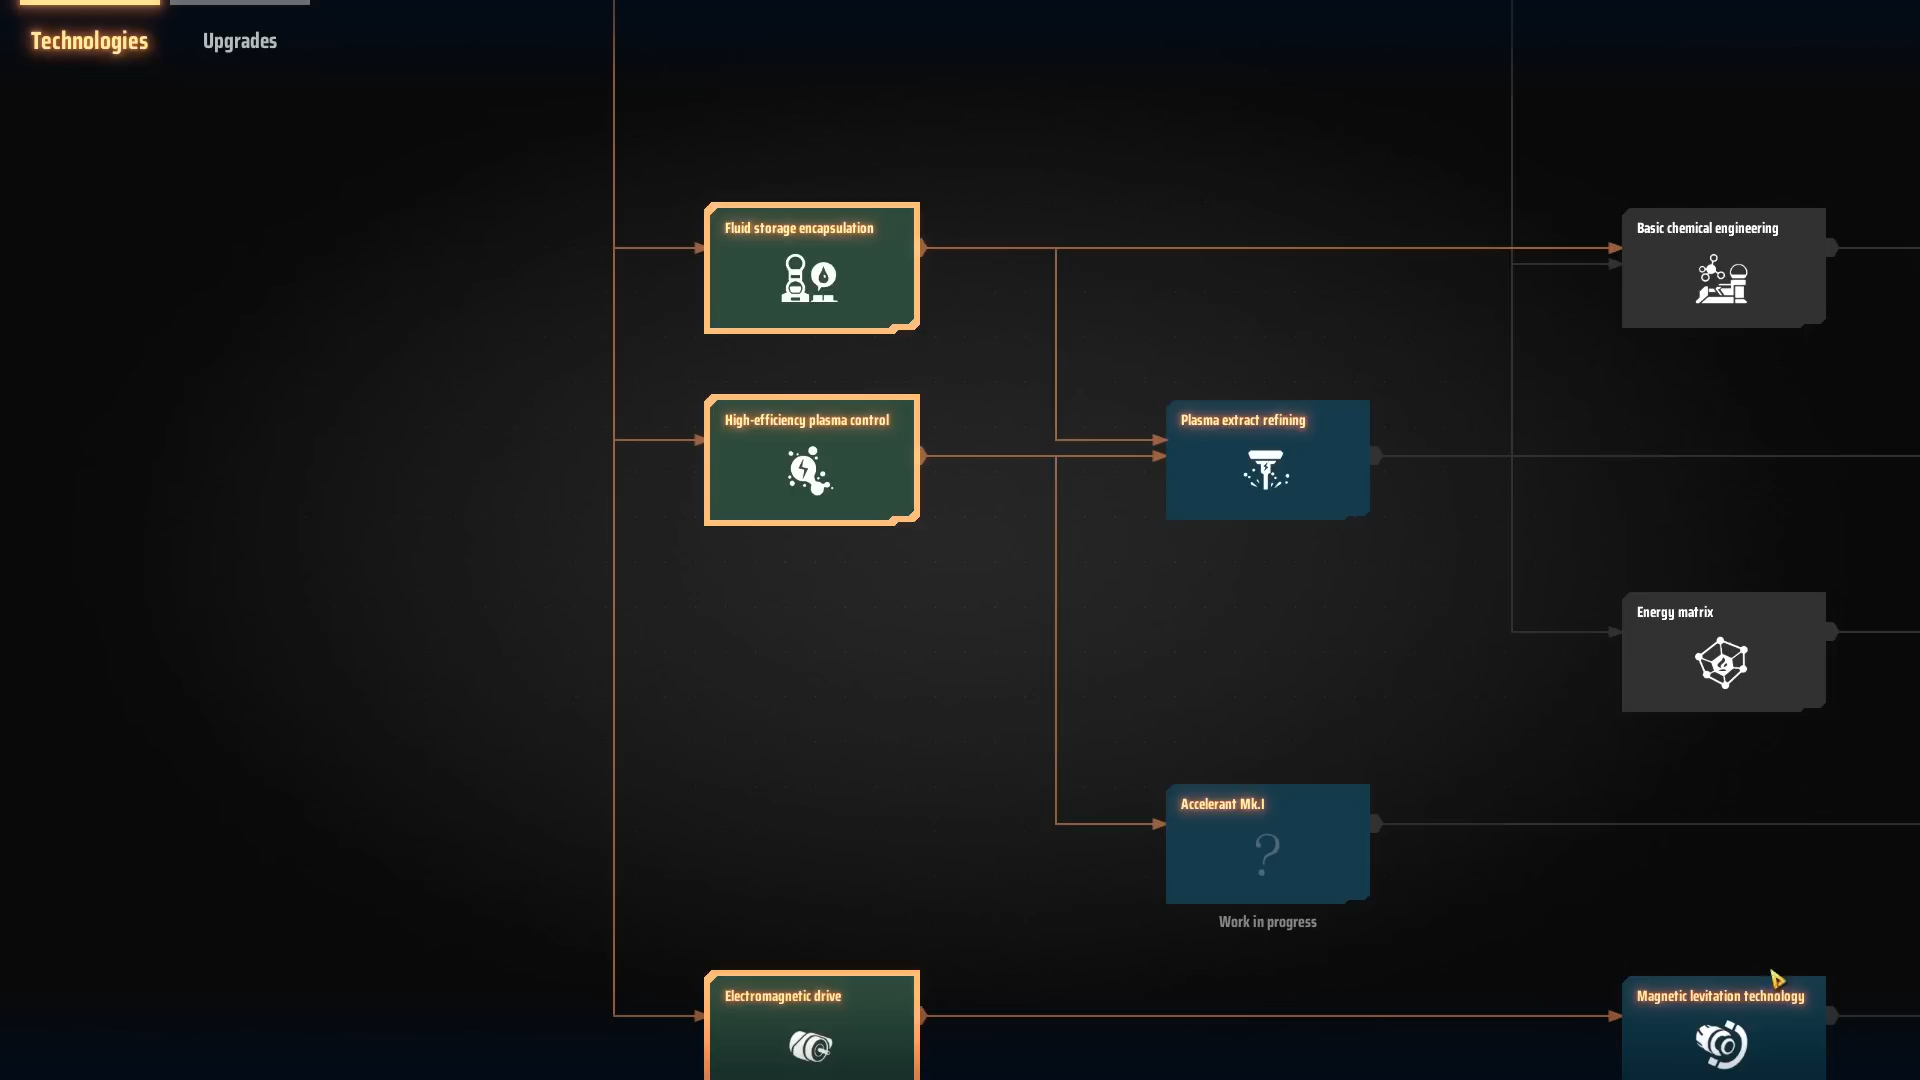 Technologies
Upgrades
Fluid storage encapsulation
Basic chemical engineering
High-efficiency plasma control
Plasma extract refining
Energy matrix
Accelerant Mk.I
?
Work in progress
Electromagnetic drive
Magnetic levitation technology